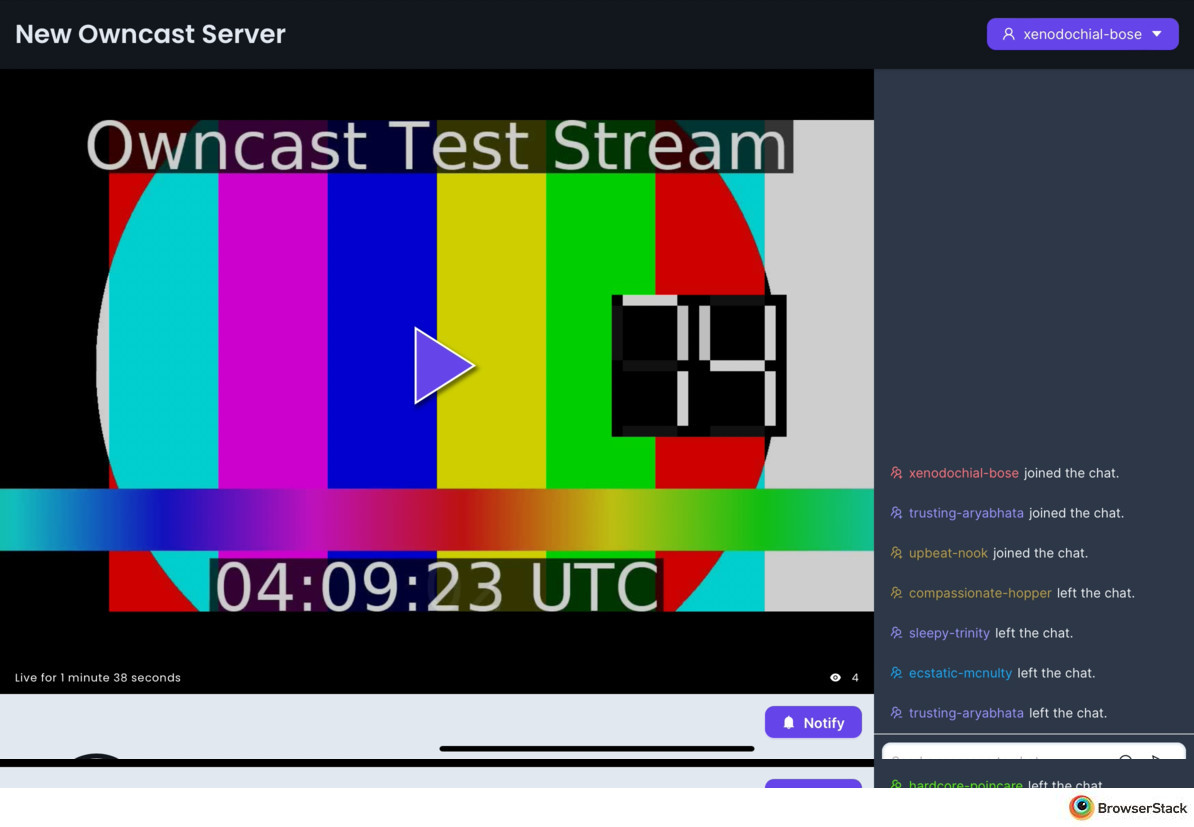 New Owncast Server
xenodochial-bose
Owncast Test Stream
04:09:23 UTC
Live for 1 minute 38 seconds
4
Notify
xenodochial-bose joined the chat.
trusting-aryabhata joined the chat.
upbeat-nook joined the chat.
compassionate-hopper left the chat.
sleepy-trinity left the chat.
ecstatic-mcnulty left the chat.
trusting-aryabhata left the chat.
hardcore-poincare left the chat.
BrowserStack